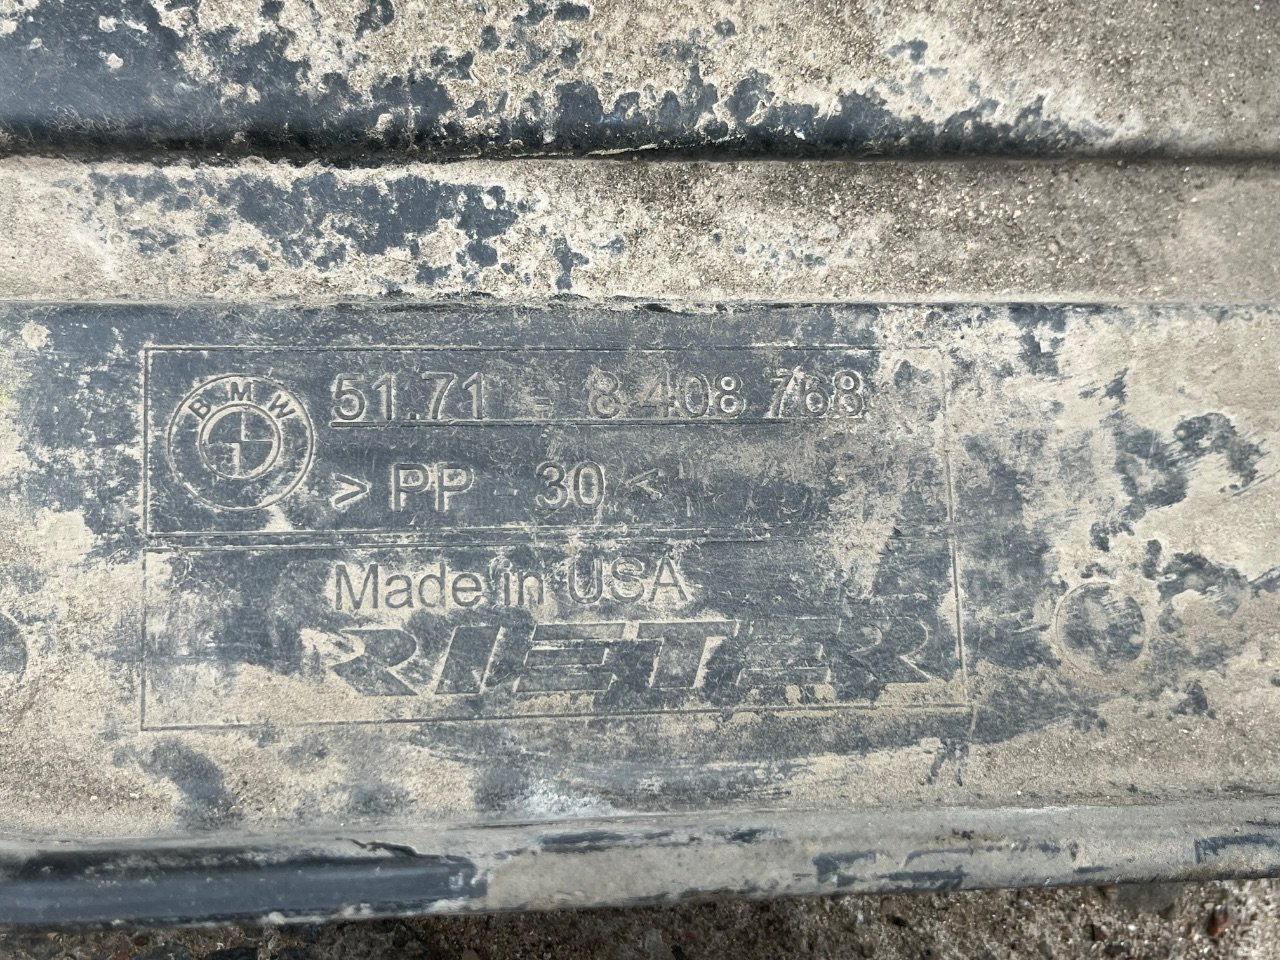 BMW
51.71 - 8 408 768
> PP - 30 <
Made in USA
RIETER